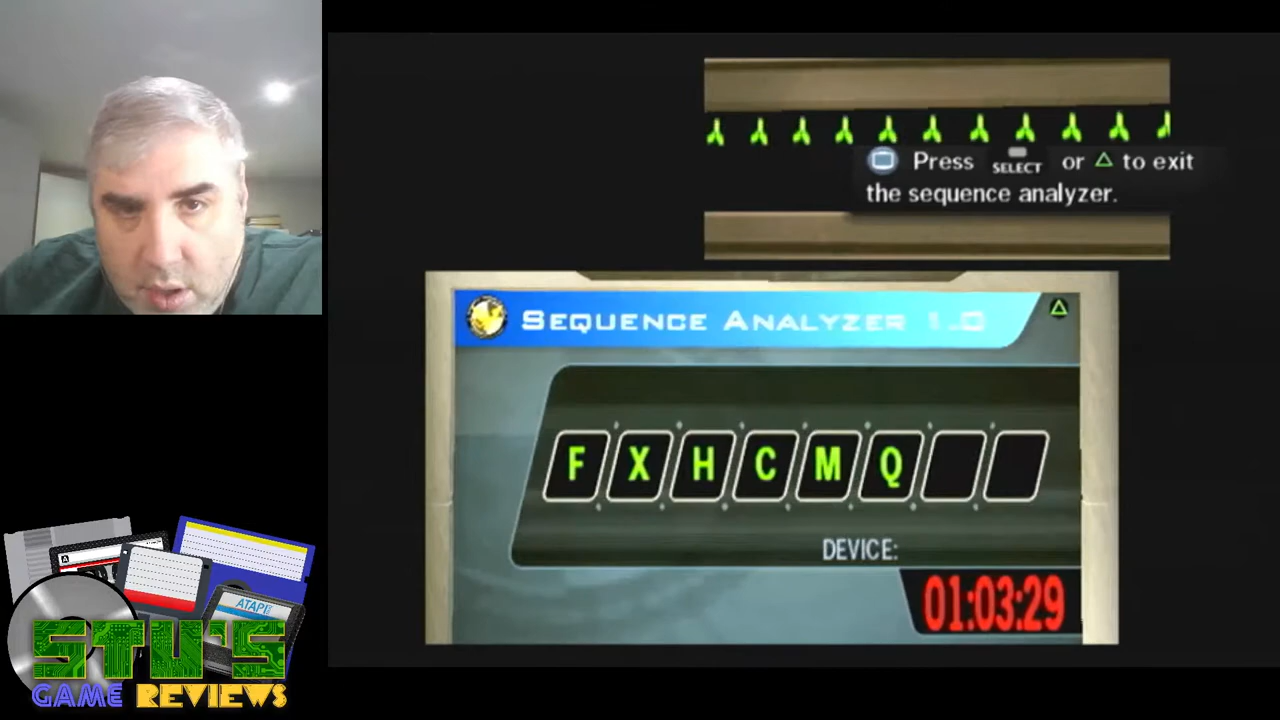 Press SELECT or △ to exit
the sequence analyzer.
SEQUENCE ANALYZER 1.0
F X H C M Q
DEVICE:
01:03:29
ATARI
STU'S
GAME REVIEWS